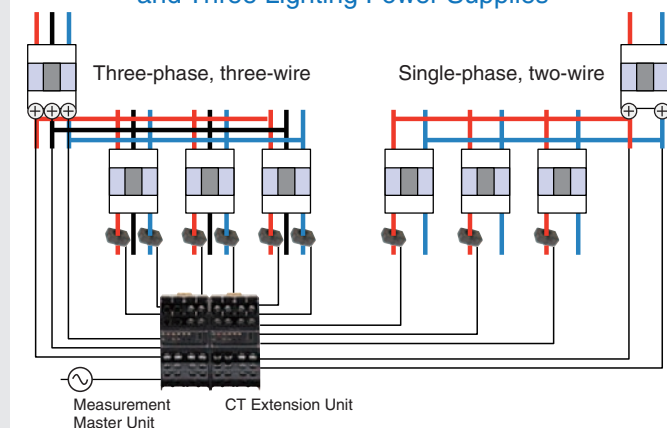 and Three Lighting Power Supplies
Three-phase, three-wire
Single-phase, two-wire
Measurement
Master Unit
CT Extension Unit